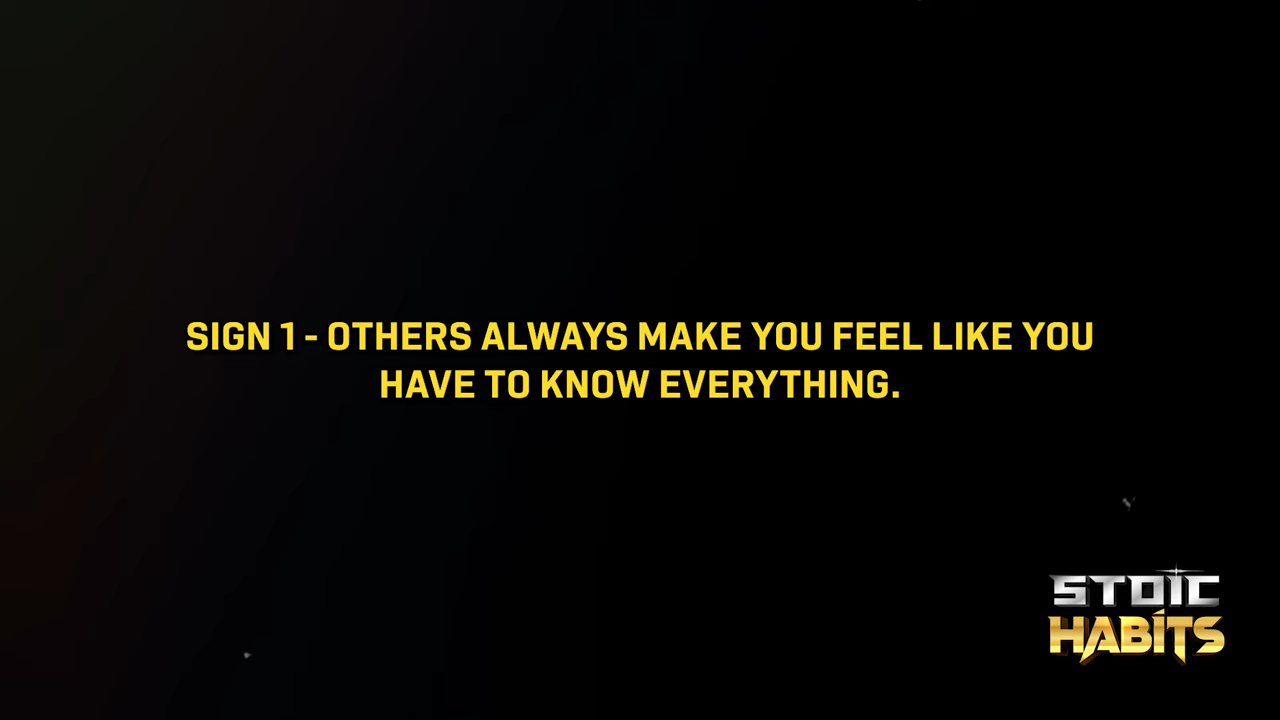 SIGN 1 - OTHERS ALWAYS MAKE YOU FEEL LIKE YOU
HAVE TO KNOW EVERYTHING.
STOIC
HABITS